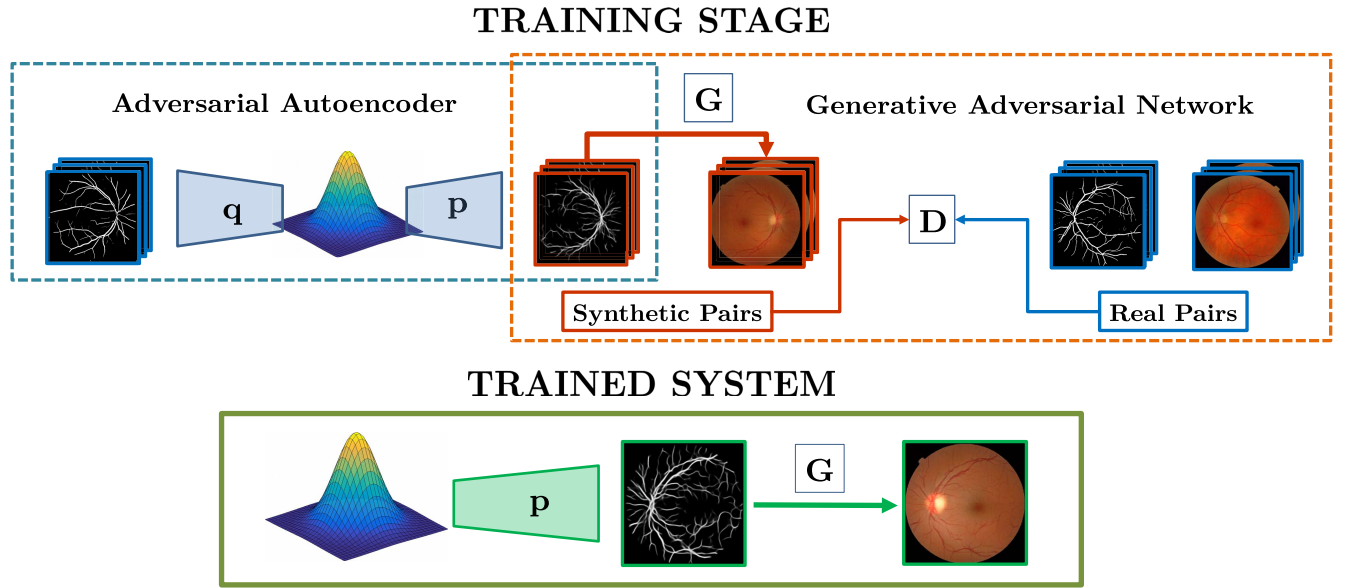 TRAINING STAGE
Adversarial Autoencoder
G
Generative Adversarial Network
q
p
D
Synthetic Pairs
Real Pairs
TRAINED SYSTEM
p
G